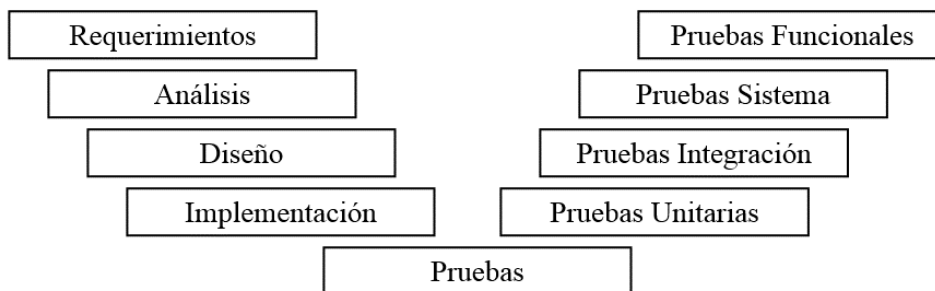 Requerimientos
Pruebas Funcionales
Análisis
Pruebas Sistema
Diseño
Pruebas Integración
Implementación
Pruebas Unitarias
Pruebas